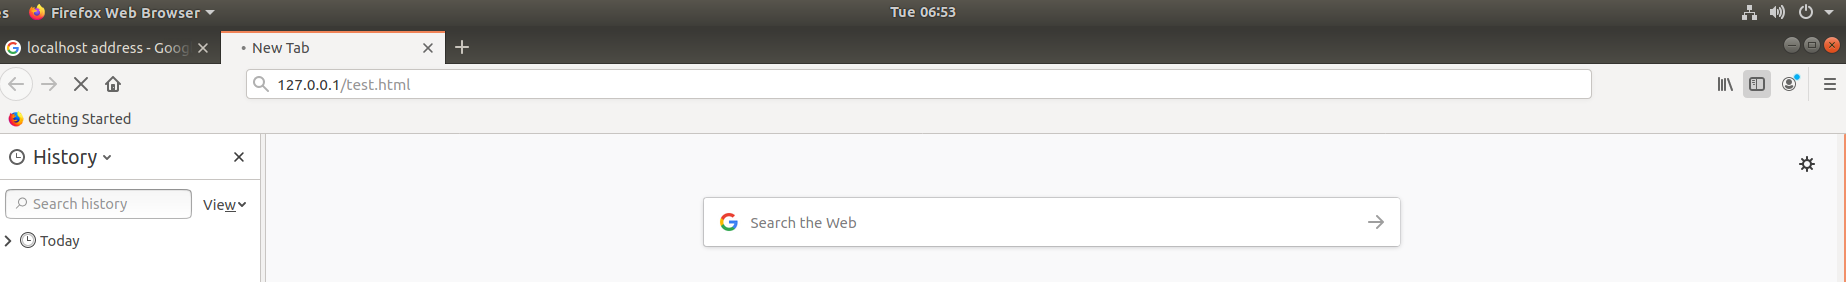 es Firefox Web Browser Tue 06:53
localhost address - Goog New Tab
127.0.0.1/test.html
Getting Started
History
Search history View
Search the Web
Today